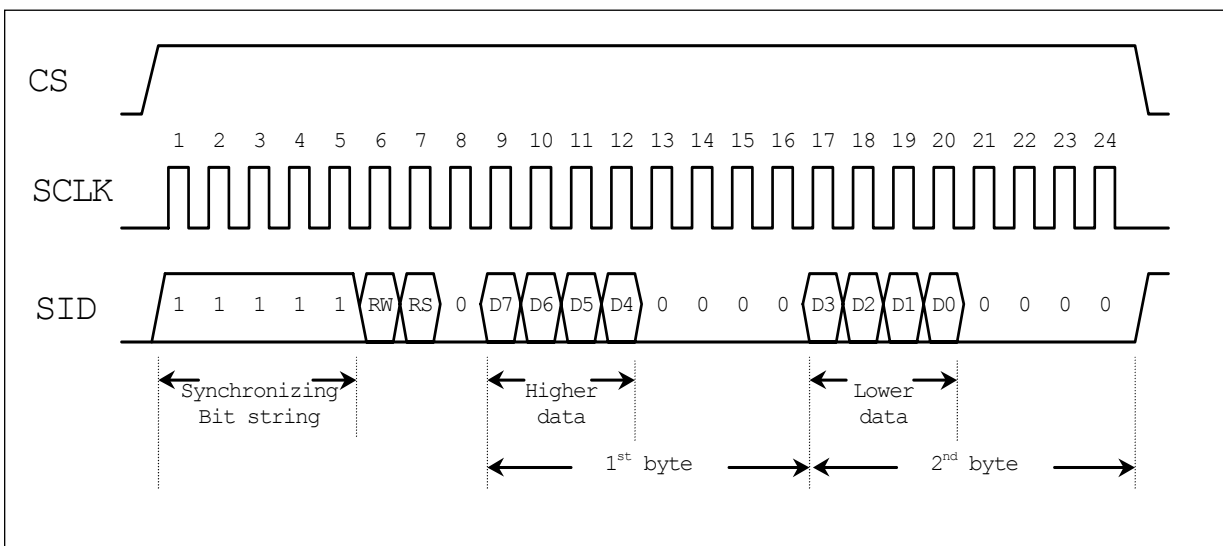 CS
1 2 3 4 5 6 7 8 9 10 11 12 13 14 15 16 17 18 19 20 21 22 23 24
SCLK
SID 1 1 1 1 1 RW RS 0 D7 D6 D5 D4 0 0 0 0 D3 D2 D1 D0 0 0 0 0
Synchronizing
Bit string
Higher
data
Lower
data
1st byte
2nd byte